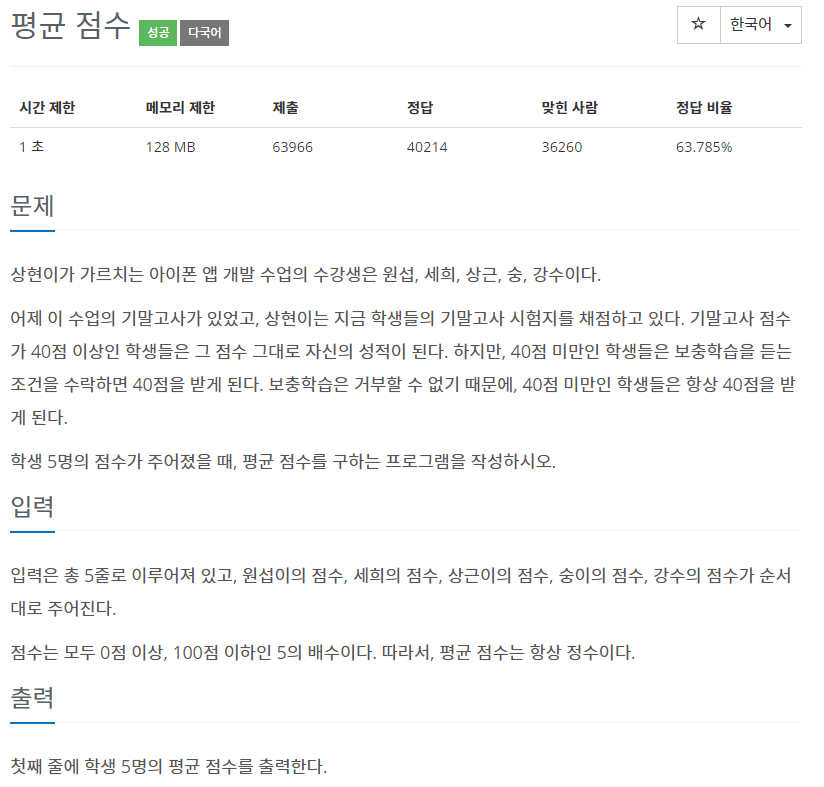 평균 점수 성공 다국어 ☆ 한국어
시간 제한 메모리 제한 제출 정답 맞힌 사람 정답 비율
1 초 128 MB 63966 40214 36260 63.785%
문제
상현이가 가르치는 아이폰 앱 개발 수업의 수강생은 원섭, 세희, 상근, 숭, 강수이다.
어제 이 수업의 기말고사가 있었고, 상현이는 지금 학생들의 기말고사 시험지를 채점하고 있다. 기말고사 점수
가 40점 이상인 학생들은 그 점수 그대로 자신의 성적이 된다. 하지만, 40점 미만인 학생들은 보충학습을 듣는
조건을 수락하면 40점을 받게 된다. 보충학습은 거부할 수 없기 때문에, 40점 미만인 학생들은 항상 40점을 받
게 된다.
학생 5명의 점수가 주어졌을 때, 평균 점수를 구하는 프로그램을 작성하시오.
입력
입력은 총 5줄로 이루어져 있고, 원섭이의 점수, 세희의 점수, 상근이의 점수, 숭이의 점수, 강수의 점수가 순서
대로 주어진다.
점수는 모두 0점 이상, 100점 이하인 5의 배수이다. 따라서, 평균 점수는 항상 정수이다.
출력
첫째 줄에 학생 5명의 평균 점수를 출력한다.